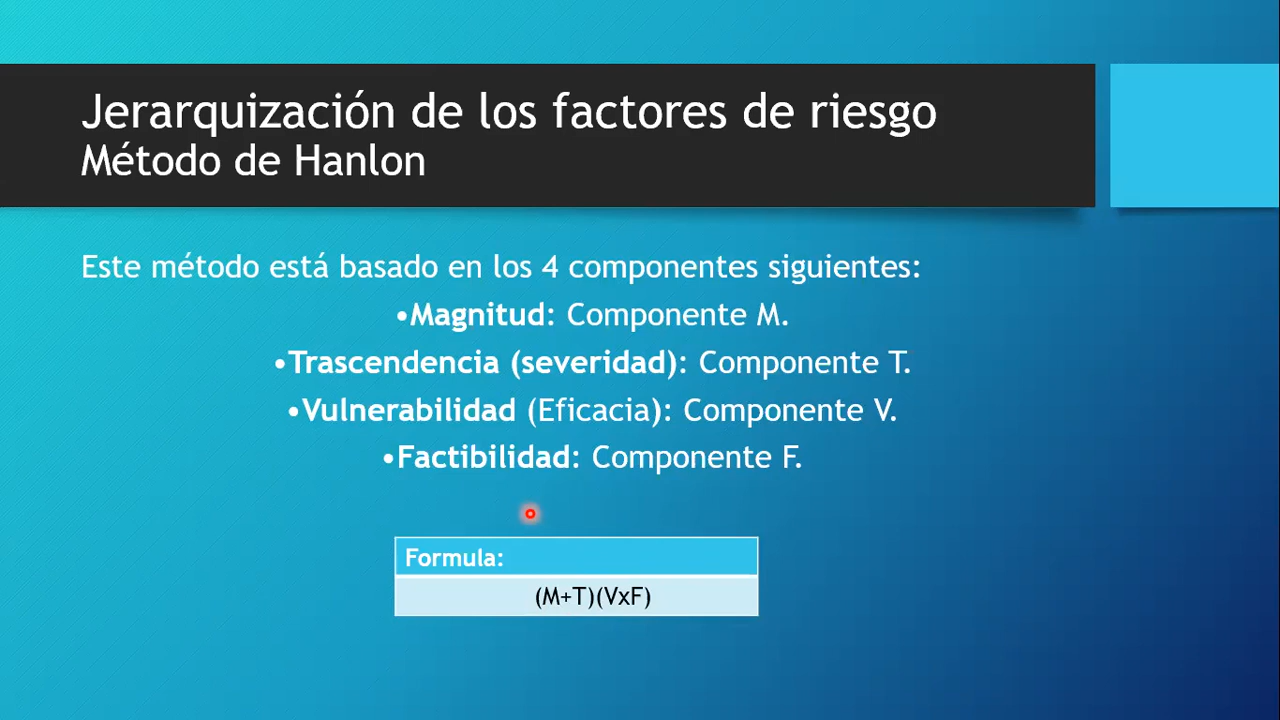 Jerarquización de los factores de riesgo
Método de Hanlon
Este método está basado en los 4 componentes siguientes:
•Magnitud: Componente M.
•Trascendencia (severidad): Componente T.
•Vulnerabilidad (Eficacia): Componente V.
•Factibilidad: Componente F.
Formula:
(M+T)(VxF)